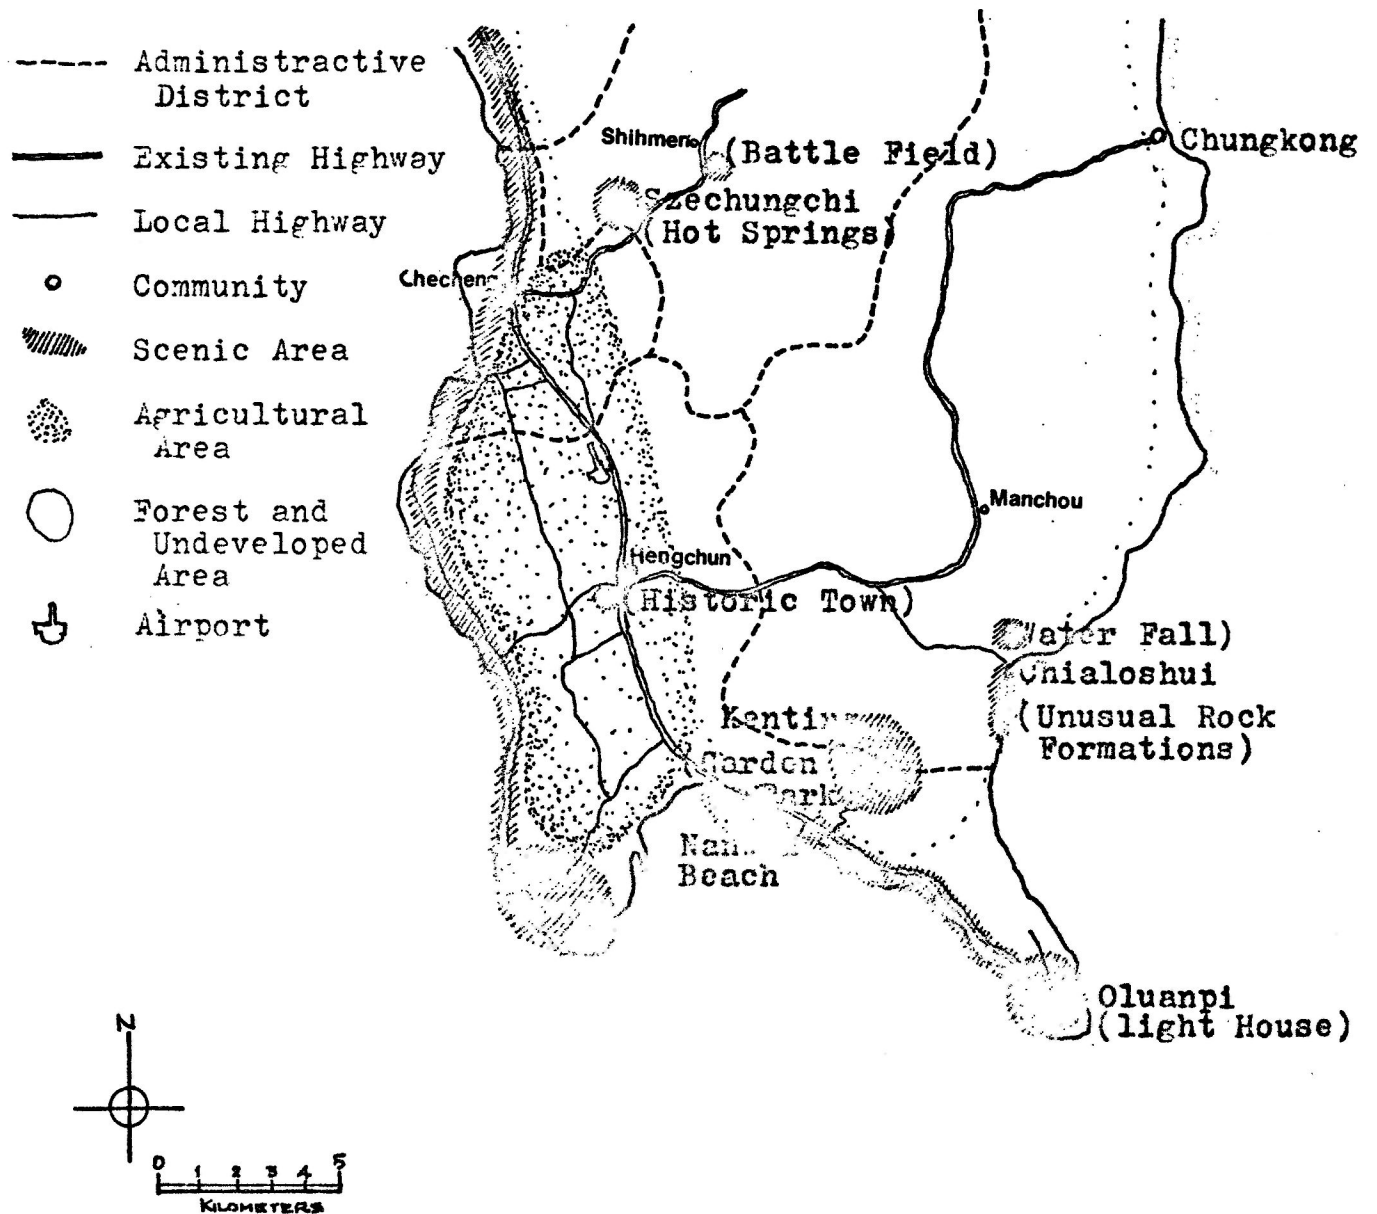 Administractive
District
Existing Highway
Local Highway
Community
Scenic Area
Agricultural
Area
Forest and
Undeveloped
Area
Airport
Shihmen
(Battle Field)
Chungkong
Szechungchi
(Hot Springs)
Checheng
Manchou
Hengchun
(Historic Town)
Fall)
Chialoshui
(Unusual Rock
Formations)
Garden
Park
Beach
Oluanpi
(light House)
N
0 1 2 3 4 5
KILOMETERS